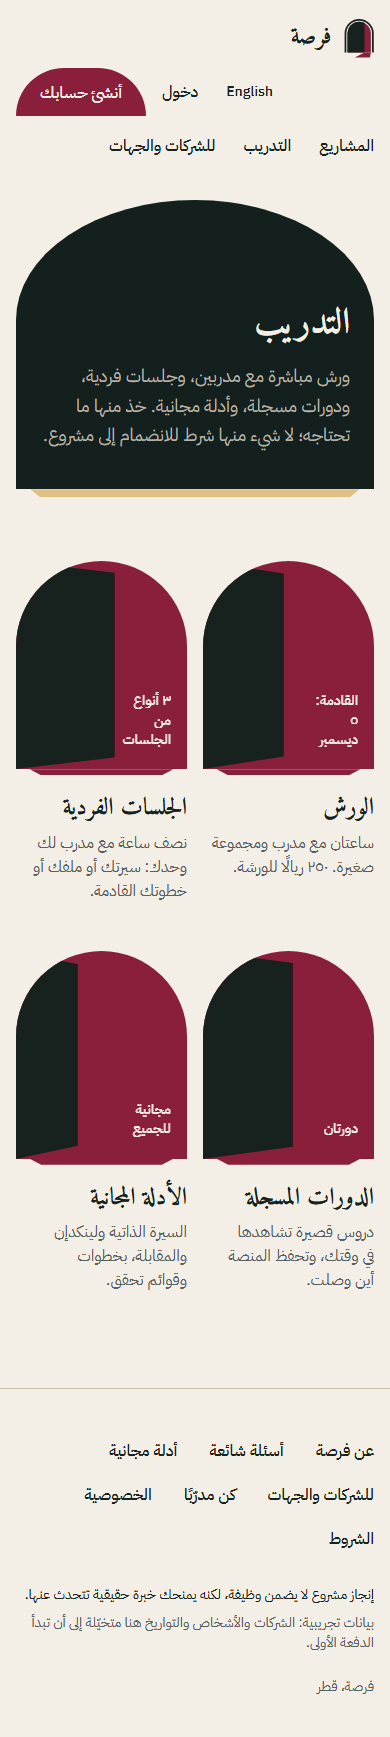 فرصة
English
دخول
أنشئ حسابك
المشاريع
التدريب
للشركات والجهات
التدريب
ورش مباشرة مع مدربين، وجلسات فردية،
ودورات مسجلة، وأدلة مجانية. خذ منها ما
تحتاجه؛ لا شيء منها شرط للانضمام إلى مشروع.
القادمة:
٥
ديسمبر
الورش
ساعتان مع مدرب ومجموعة
صغيرة. ٢٥٠ ريالًا للورشة.
٣ أنواع
من
الجلسات
الجلسات الفردية
نصف ساعة مع مدرب لك
وحدك: سيرتك أو ملفك أو
خطوتك القادمة.
دورتان
الدورات المسجلة
دروس قصيرة تشاهدها
في وقتك، وتحفظ المنصة
أين وصلت.
مجانية
للجميع
الأدلة المجانية
السيرة الذاتية ولينكدإن
والمقابلة، بخطوات
وقوائم تحقق.
عن فرصة
أسئلة شائعة
أدلة مجانية
للشركات والجهات
كن مدرّبًا
الخصوصية
الشروط
إنجاز مشروع لا يضمن وظيفة، لكنه يمنحك خبرة حقيقية تتحدث عنها.
بيانات تجريبية: الشركات والأشخاص والتواريخ هنا متخيّلة إلى أن تبدأ
الدفعة الأولى.
فرصة، قطر